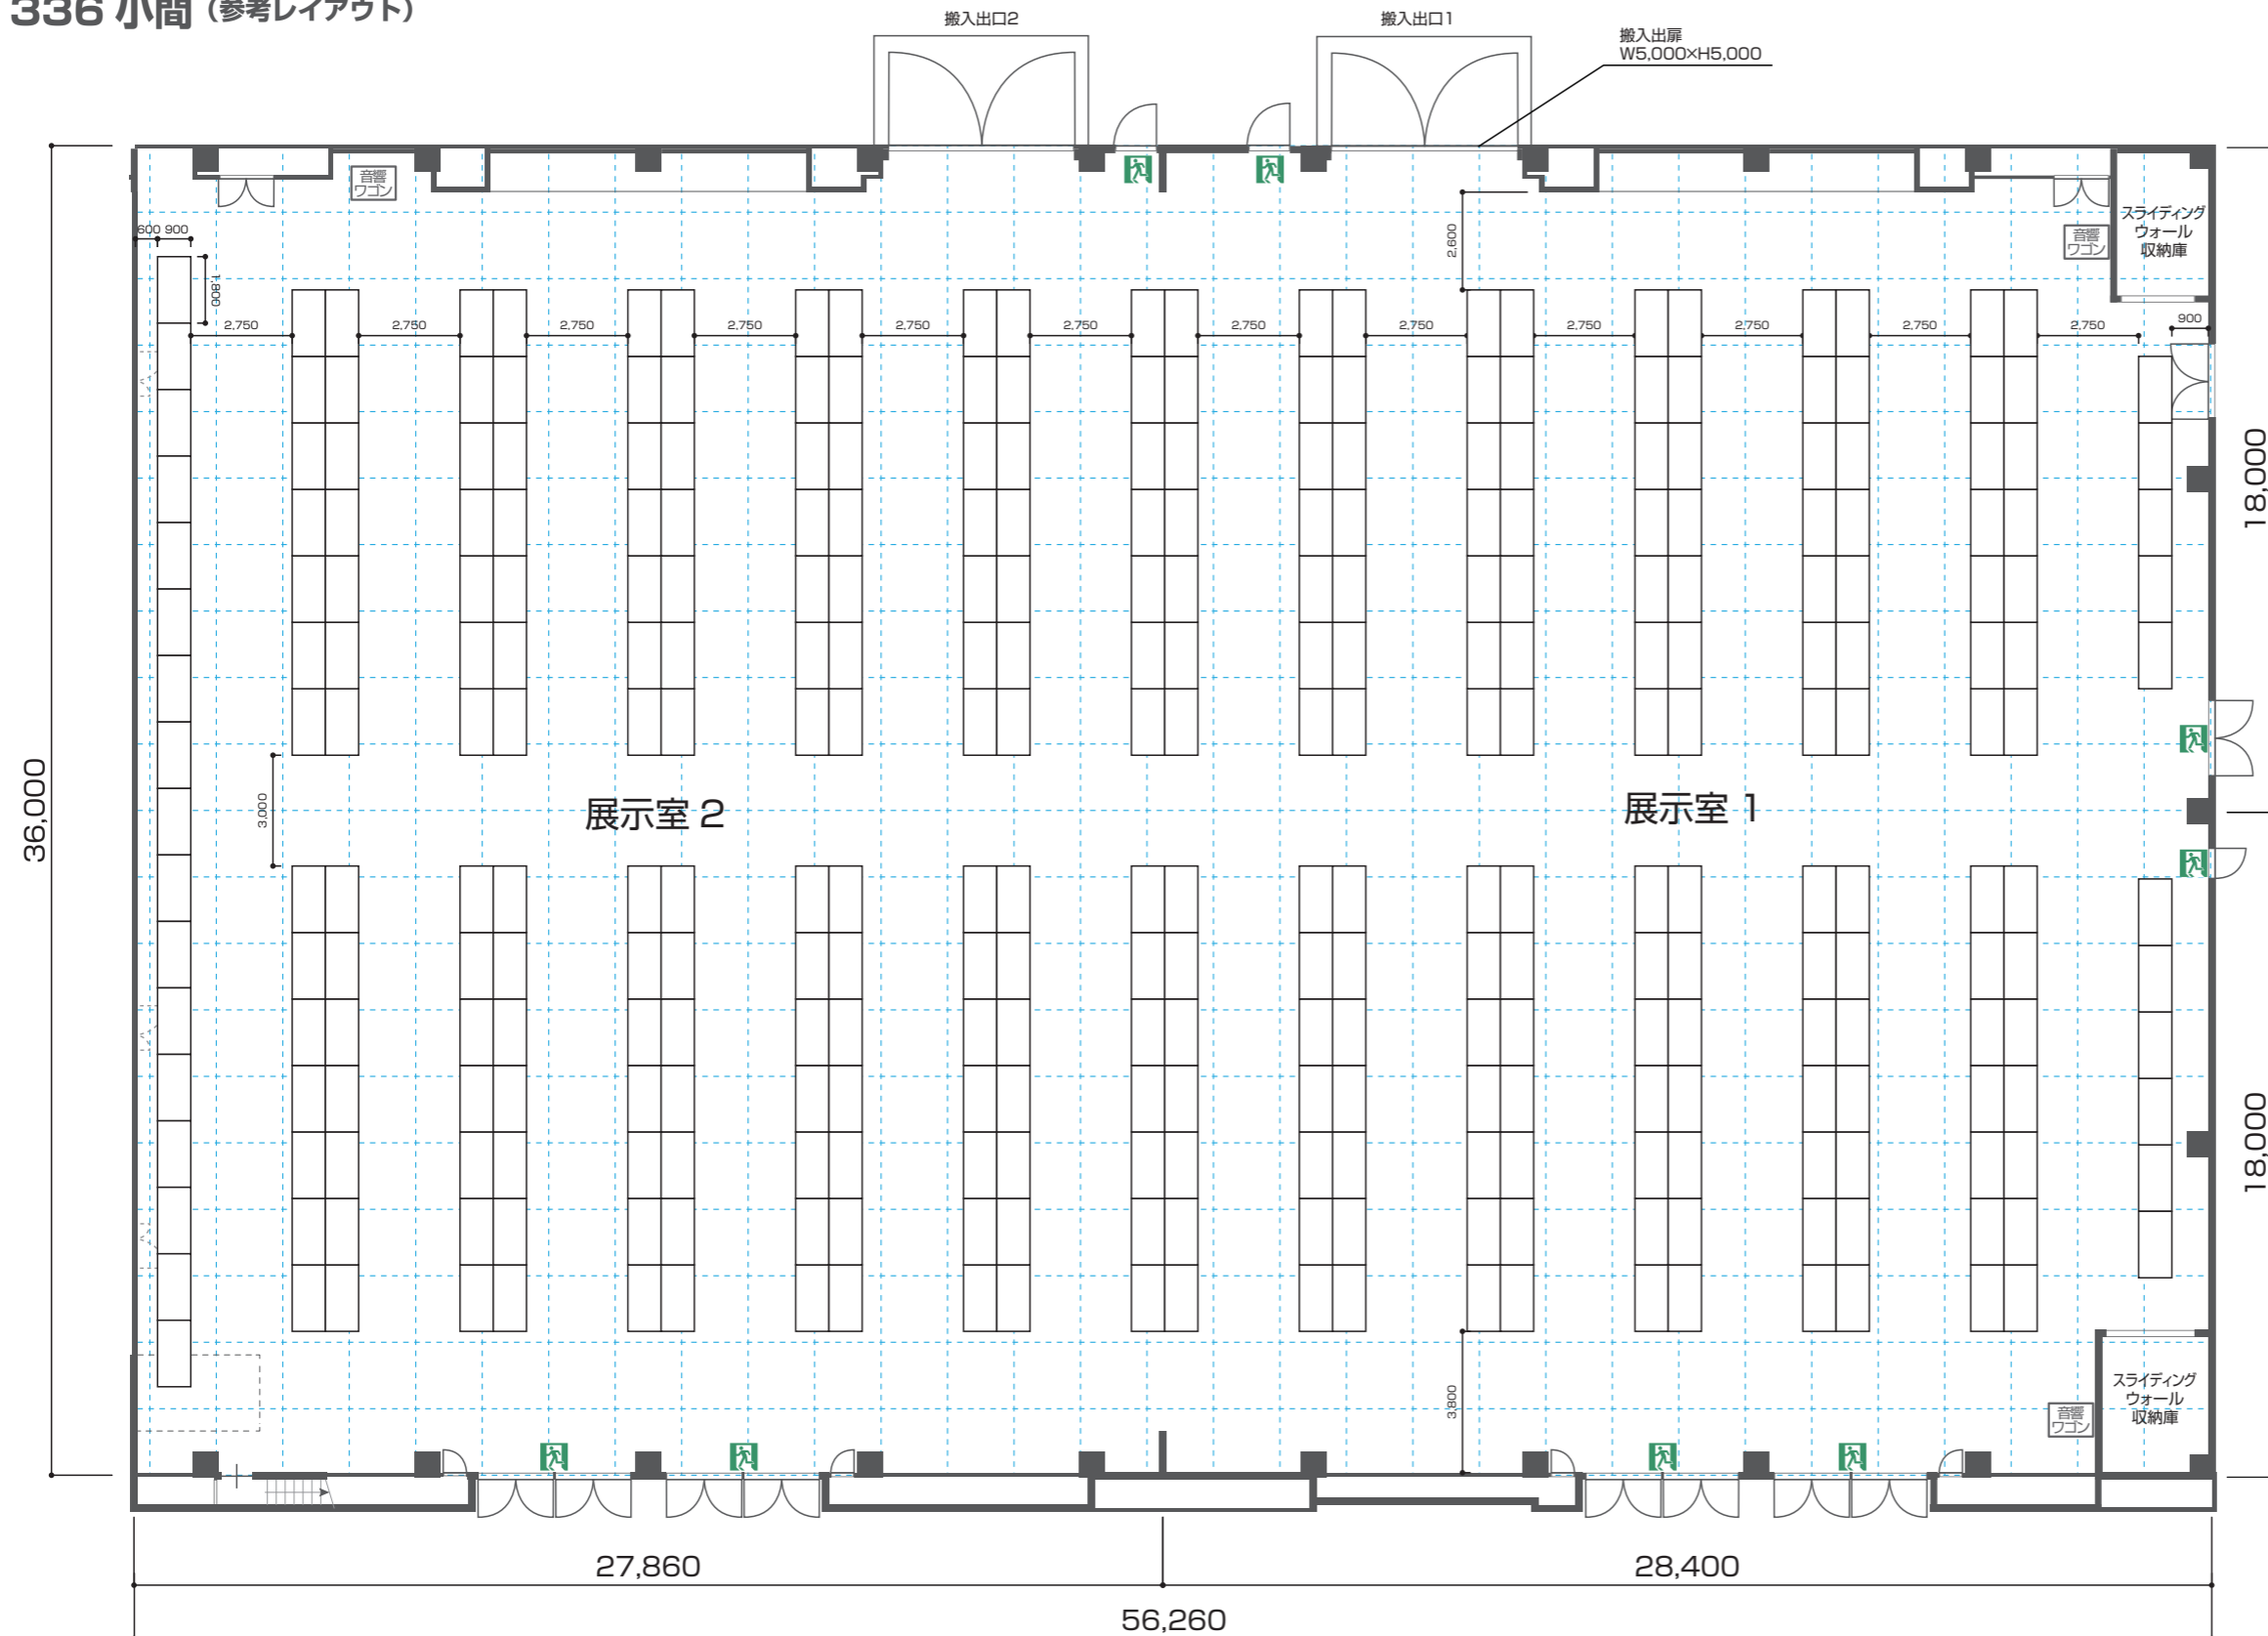 336 小間（参考レイアウト）
搬入出口2
搬入出口1
搬入出扉
W5,000×H5,000
音響
ワゴン
スライディング
ウォール
収納庫
音響
ワゴン
600 900
1,800
2,600
2,750
2,750
2,750
2,750
2,750
2,750
2,750
2,750
2,750
2,750
2,750
2,750
900
18,000
36,000
3,000
展示室 2
展示室 1
18,000
3,800
スライディング
ウォール
収納庫
音響
ワゴン
27,860
28,400
56,260